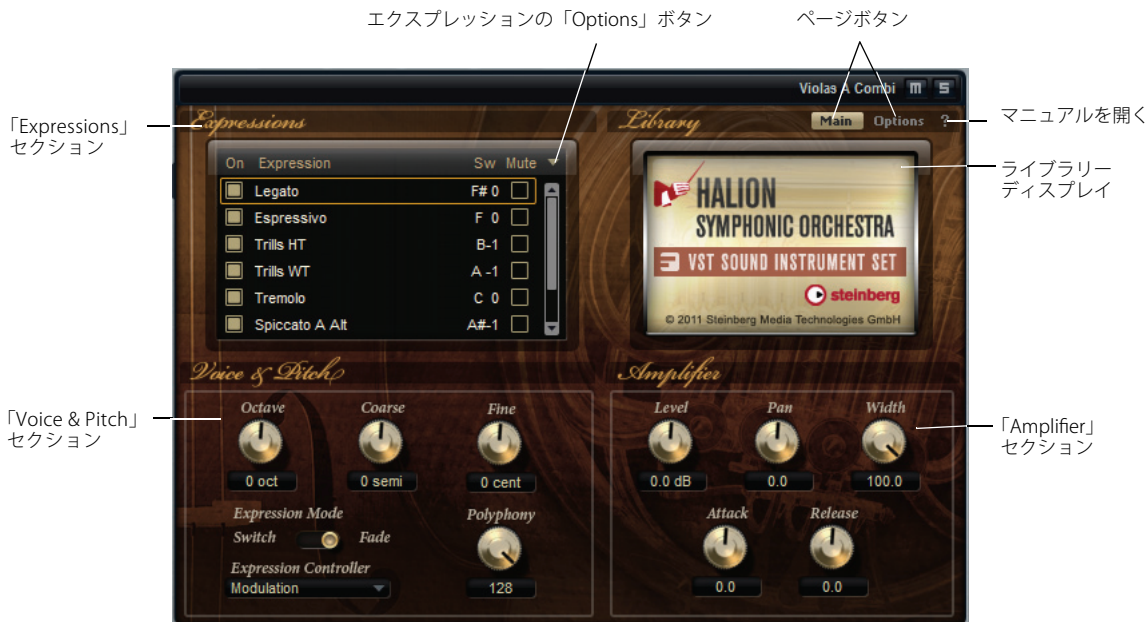 エクスプレッションの「Options」ボタン
ページボタン
「Expressions」
セクション
マニュアルを開く
ライブラリー
ディスプレイ
「Voice & Pitch」
セクション
「Amplifier」
セクション
Violas A Combi M S
Expressions
Library
Main Options ?
On Expression Sw Mute
Legato F# 0
Espressivo F 0
Trills HT B-1
Trills WT A -1
Tremolo C 0
Spiccato A Alt A#-1
HALION
SYMPHONIC ORCHESTRA
VST SOUND INSTRUMENT SET
steinberg
© 2011 Steinberg Media Technologies GmbH
Voice & Pitch
Octave Coarse Fine
0 oct 0 semi 0 cent
Expression Mode
Switch Fade
Polyphony
128
Expression Controller
Modulation
Amplifier
Level Pan Width
0.0 dB 0.0 100.0
Attack Release
0.0 0.0